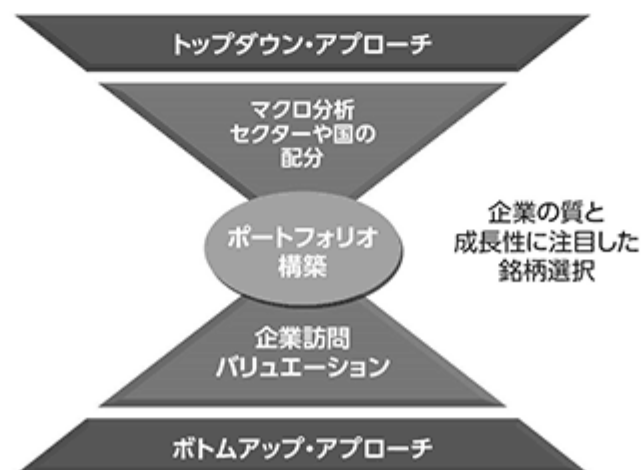 トップダウン・アプローチ
マクロ分析
セクターや国の
配分
ポートフォリオ
構築
企業の質と
成長性に注目した
銘柄選択
企業訪問
バリュエーション
ボトムアップ・アプローチ